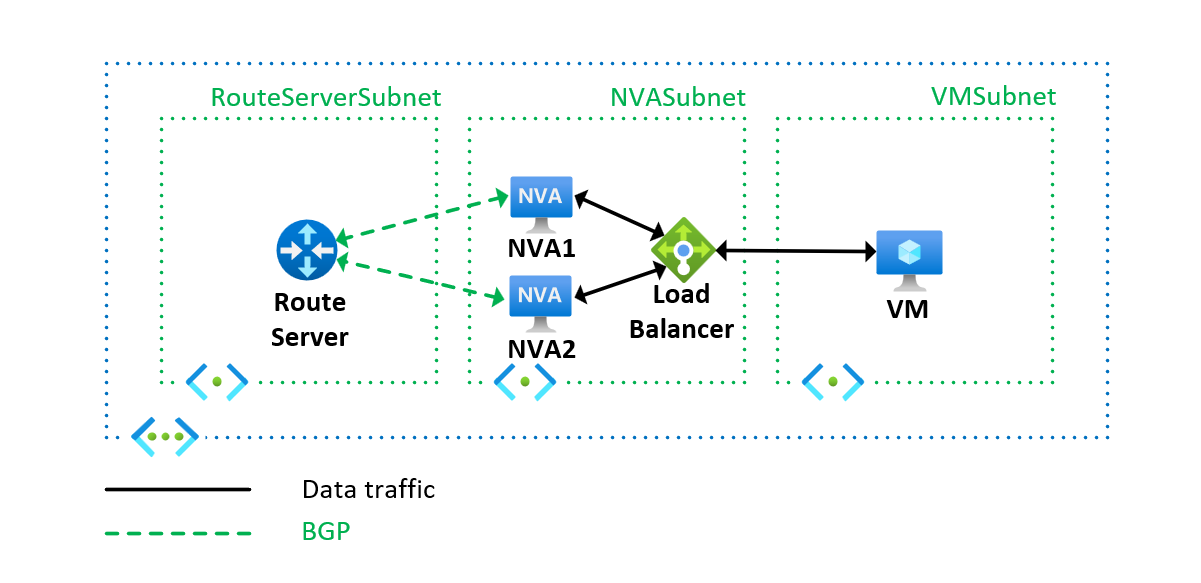 RouteServerSubnet
NVASubnet
VMSubnet
NVA
NVA1
NVA
NVA2
Route
Server
Load
Balancer
VM
Data traffic
BGP